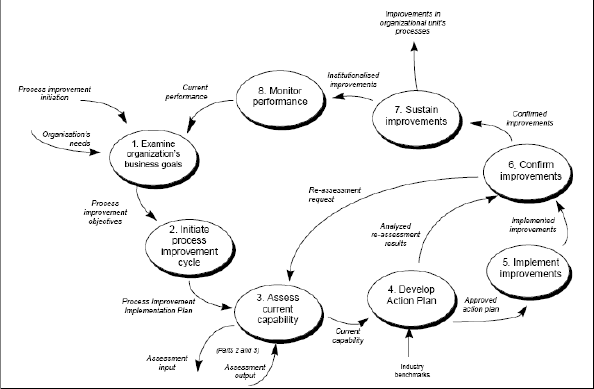 Improvements in
organizational unit's
processes
Process improvement
initiation
Current
performance
8. Monitor
performance
Institutionalised
improvements
7. Sustain
improvements
Confirmed
improvements
Organisation's
needs
1. Examine
organization's
business goals
6. Confirm
improvements
Process
improvement
objectives
Re-assessment
request
Analyzed
re-assessment
results
Implemented
improvements
2. Initiate
process
improvement
cycle
5. Implement
improvements
Process Improvement
Implementation Plan
3. Assess
current
capability
4. Develop
Action Plan
Approved
action plan
Current
capability
Assessment
input
(Parts 2 and 3)
Assessment
output
Industry
benchmarks